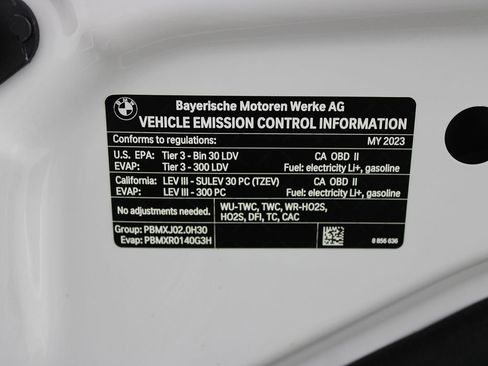 BMW
Bayerische Motoren Werke AG
VEHICLE EMISSION CONTROL INFORMATION
Conforms to regulations: MY 2023
U.S. EPA: Tier 3 - Bin 30 LDV CA OBD II
EVAP: Tier 3 - 300 LDV Fuel: electricity Li+, gasoline
California: LEV III - SULEV 30 PC (TZEV) CA OBD II
EVAP: LEV III - 300 PC Fuel: electricity Li+, gasoline
No adjustments needed. WU-TWC, TWC, WR-HO2S,
HO2S, DFI, TC, CAC
Group: PBMXJ02.0H30
Evap: PBMXR0140G3H 8 856 636